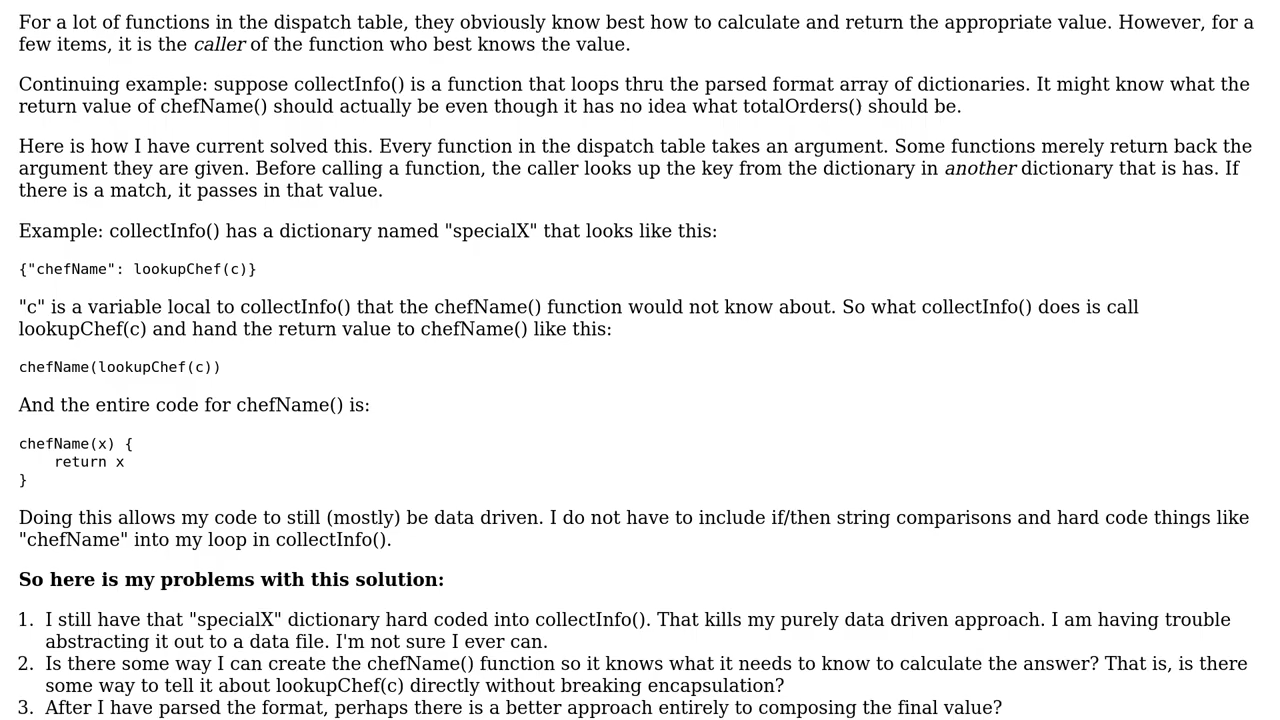 For a lot of functions in the dispatch table, they obviously know best how to calculate and return the appropriate value. However, for a
few items, it is the caller of the function who best knows the value.
Continuing example: suppose collectInfo() is a function that loops thru the parsed format array of dictionaries. It might know what the
return value of chefName() should actually be even though it has no idea what totalOrders() should be.
Here is how I have current solved this. Every function in the dispatch table takes an argument. Some functions merely return back the
argument they are given. Before calling a function, the caller looks up the key from the dictionary in another dictionary that is has. If
there is a match, it passes in that value.
Example: collectInfo() has a dictionary named "specialX" that looks like this:
{"chefName": lookupChef(c)}
"c" is a variable local to collectInfo() that the chefName() function would not know about. So what collectInfo() does is call
lookupChef(c) and hand the return value to chefName() like this:
chefName(lookupChef(c))
And the entire code for chefName() is:
chefName(x) {
    return x
}
Doing this allows my code to still (mostly) be data driven. I do not have to include if/then string comparisons and hard code things like
"chefName" into my loop in collectInfo().
So here is my problems with this solution:
1. I still have that "specialX" dictionary hard coded into collectInfo(). That kills my purely data driven approach. I am having trouble
abstracting it out to a data file. I'm not sure I ever can.
2. Is there some way I can create the chefName() function so it knows what it needs to know to calculate the answer? That is, is there
some way to tell it about lookupChef(c) directly without breaking encapsulation?
3. After I have parsed the format, perhaps there is a better approach entirely to composing the final value?